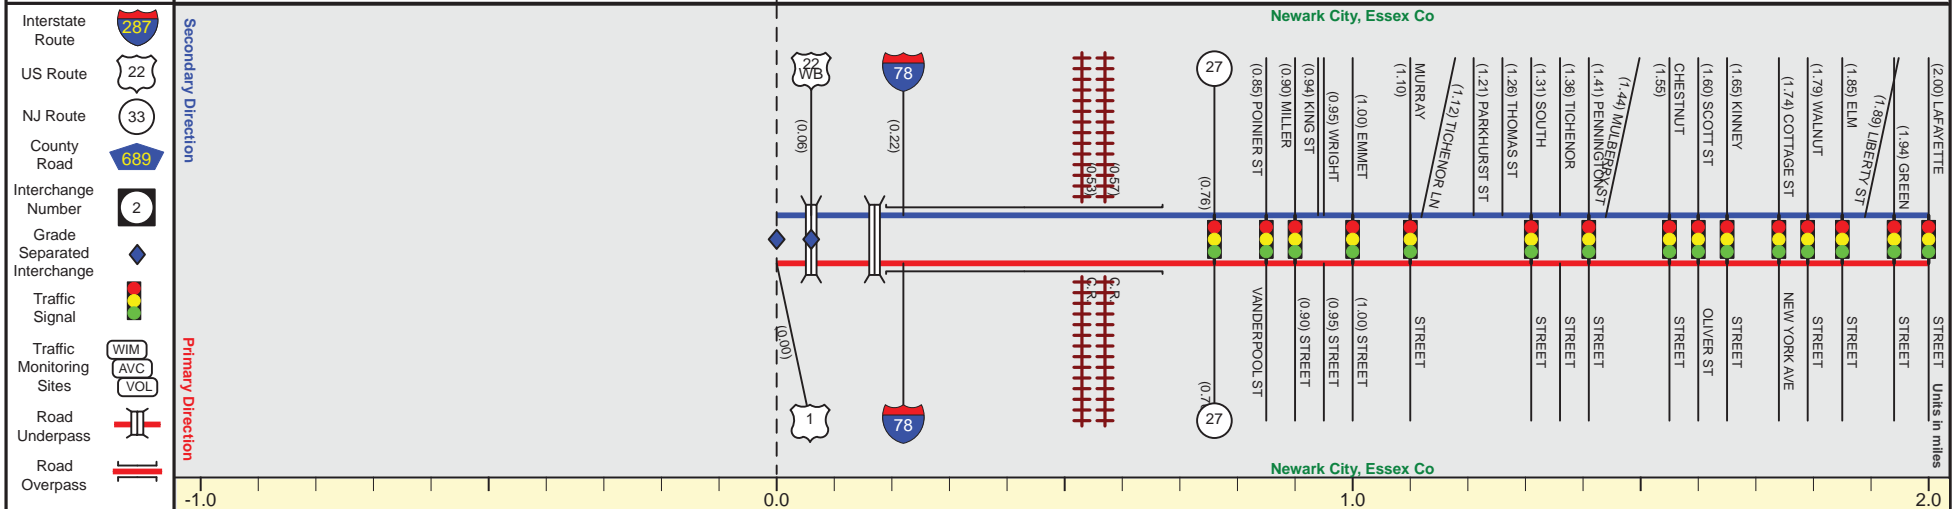 Interstate
Route
287
US Route
22
NJ Route
33
County
Road
689
Interchange
Number
2
Grade
Separated
Interchange
Traffic
Signal
Traffic
Monitoring
Sites
WIM
AVC
VOL
Road
Underpass
Road
Overpass
Secondary Direction
Primary Direction
Newark City, Essex Co
22
WB
(0.06)
78
(0.22)
(0.53)
(0.57)
27
(0.76)
(0.85) POINIER ST
(0.90) MILLER
(0.94) KING ST
(0.95) WRIGHT
(1.00) EMMET
(1.10)
MURRAY
(1.12) TICHENOR LN
(1.21) PARKHURST ST
(1.26) THOMAS ST
(1.31) SOUTH
(1.36) TICHENOR
(1.41) PENNINGTON ST
(1.44) MULBERRY ST
(1.55)
CHESTNUT
(1.60) SCOTT ST
(1.65) KINNEY
(1.74) COTTAGE ST
(1.79) WALNUT
(1.85) ELM
(1.89) LIBERTY ST
(1.94) GREEN
(2.00) LAFAYETTE
(0.00)
1
78
C.R.
C.R.
(0.7
27
VANDERPOOL ST
(0.90) STREET
(0.95) STREET
(1.00) STREET
STREET
STREET
STREET
STREET
STREET
OLIVER ST
STREET
NEW YORK AVE
STREET
STREET
STREET
STREET
Units in miles
Newark City, Essex Co
-1.0
0.0
1.0
2.0